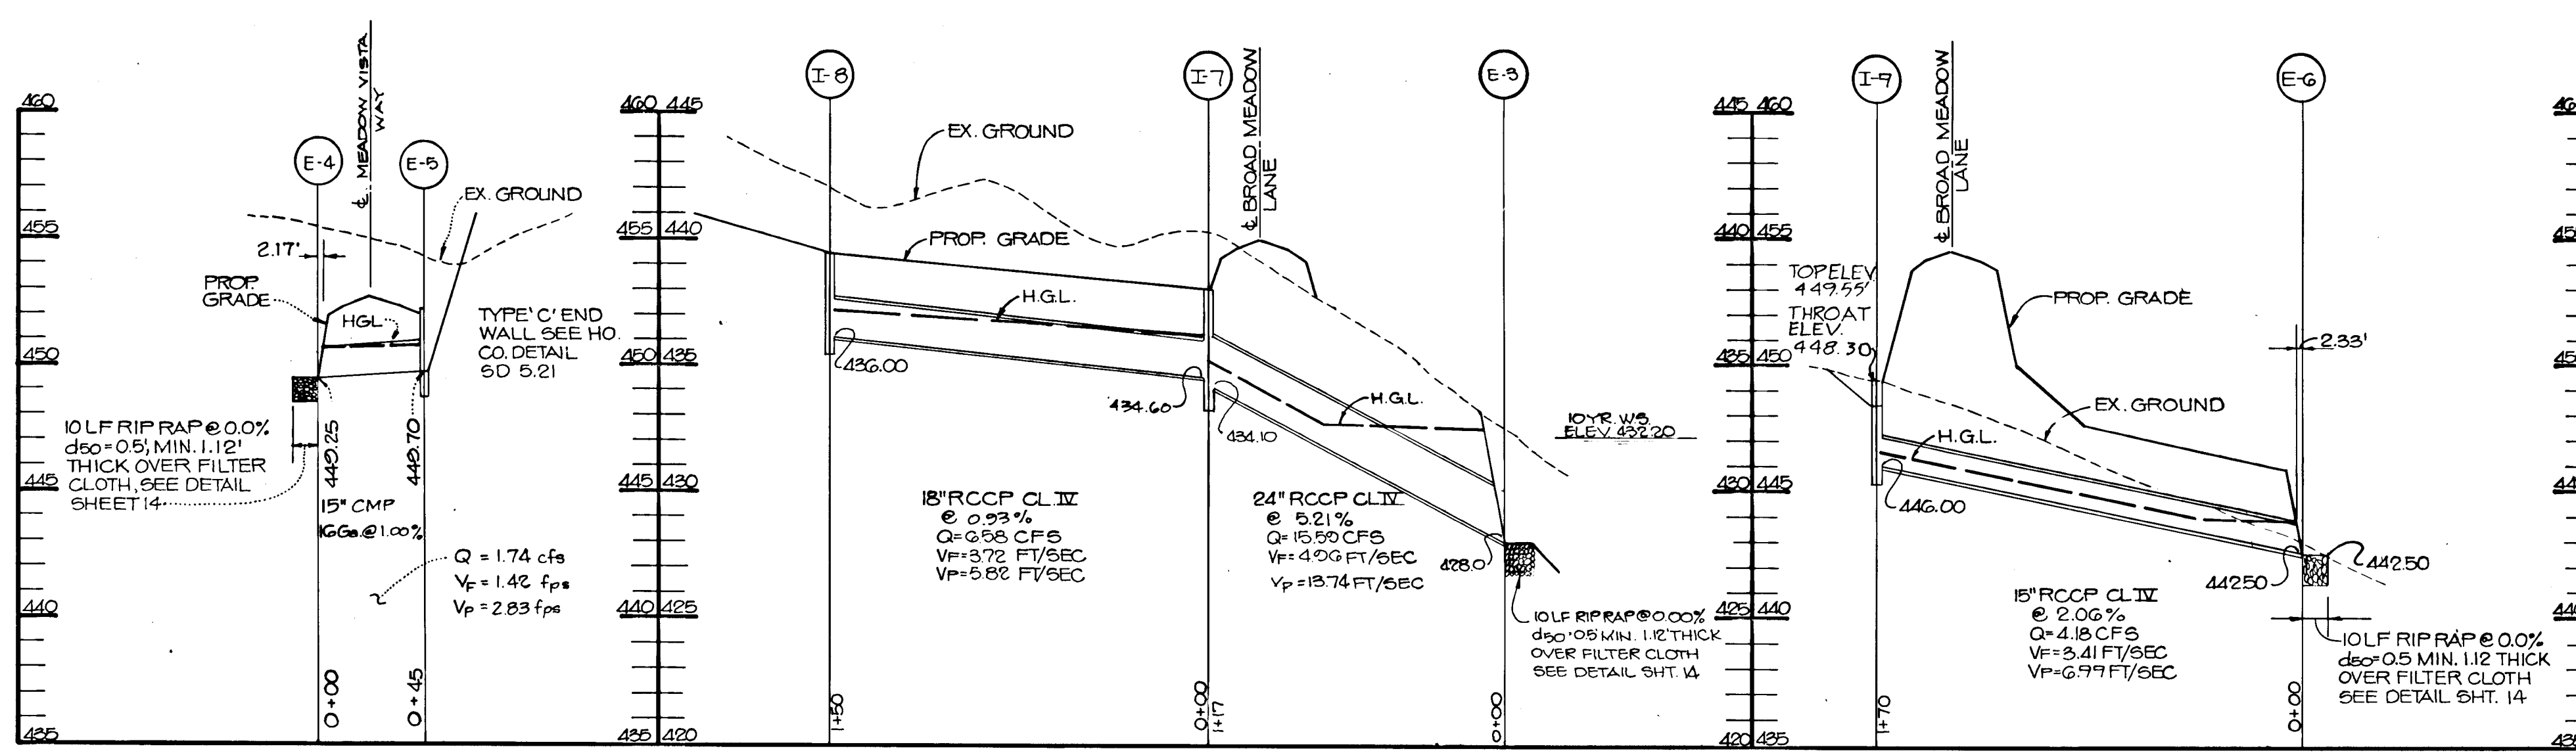 460
455
450
445
440
435
℄ MEADOW VISTA
WAY
E-4
E-5
EX. GROUND
2.17'
PROP.
GRADE
HGL
TYPE 'C' END
WALL SEE HO.
CO. DETAIL
SD 5.21
10 LF RIP RAP @ 0.0%
d50=0.5', MIN. 1.12'
THICK OVER FILTER
CLOTH, SEE DETAIL
SHEET 14
449.25
449.70
15" CMP
16Ga.@1.00%
Q = 1.74 cfs
VF = 1.42 fps
VP = 2.83 fps
0+00
0+45
460 445
455 440
450 435
445 430
440 425
435 420
I-8
I-7
E-3
℄ BROAD MEADOW
LANE
EX. GROUND
PROP. GRADE
H.G.L.
436.00
434.60
434.10
H.G.L.
10 YR. W.S.
ELEV. 432.20
18" RCCP CL. IV
@ 0.93%
Q=6.58 CFS
VF=3.72 FT/SEC
VP=5.82 FT/SEC
24" RCCP CL IV
@ 5.21%
Q=15.59 CFS
VF=4.96 FT/SEC
VP=13.74 FT/SEC
428.0
10 LF RIP RAP @ 0.00%
d50 0.5' MIN. 1.12' THICK
OVER FILTER CLOTH
SEE DETAIL SHT. 14
1+50
0+00
1+17
0+00
445 460
440 455
435 450
430 445
425 440
420 435
I-9
E-6
℄ BROAD MEADOW
LANE
TOP ELEV.
449.55'
THROAT
ELEV.
448.30
PROP. GRADE
2.33'
EX. GROUND
H.G.L.
446.00
442.50
442.50
15" RCCP CL IV
@ 2.06%
Q=4.18 CFS
VF=3.41 FT/SEC
VP=6.97 FT/SEC
10 LF RIP RAP @ 0.0%
d50=0.5 MIN. 1.12 THICK
OVER FILTER CLOTH
SEE DETAIL SHT. 14
1+70
0+00